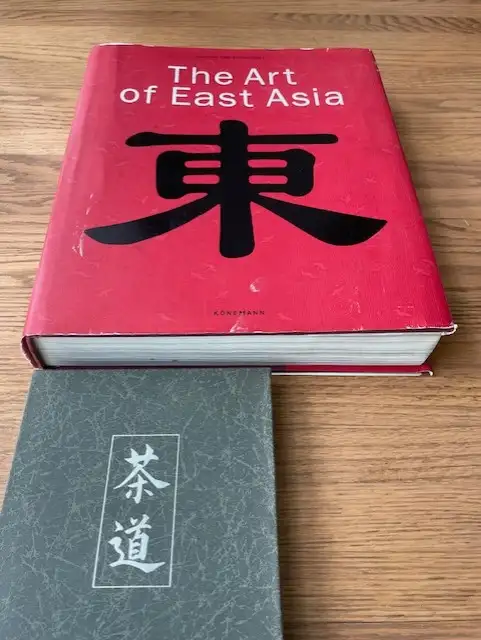 The Art
of East Asia
東
KÖNEMANN
茶
道